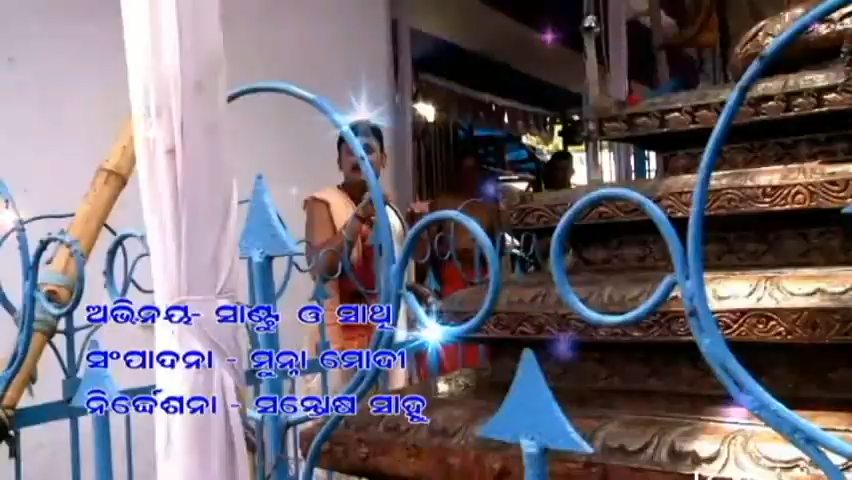 ଅଭିନୟ- ସାଣ୍ଟୁ ଓ ସାଥି
ସଂପାଦନା - ମୁନ୍ନା ମୋଦୀ
ନିର୍ଦ୍ଦେଶନା - ସନ୍ତୋଷ ସାହୁ